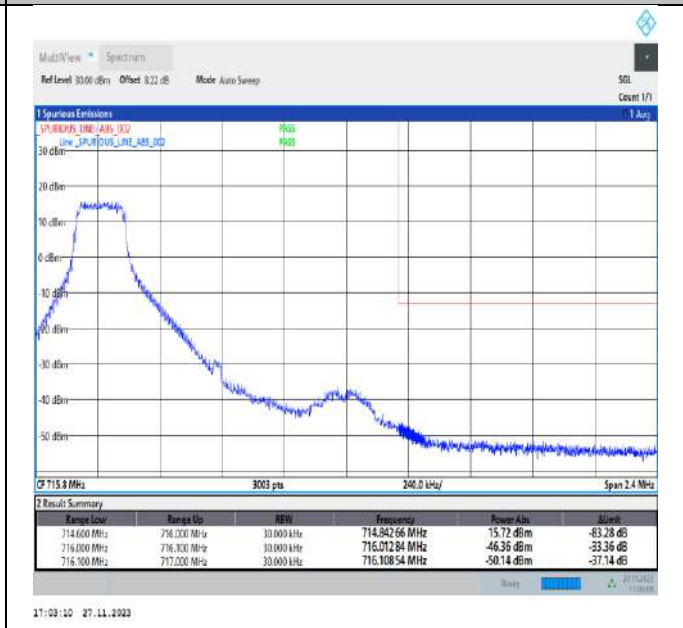 MultiView Spectrum
Ref Level 30.00 dBm Offset 8.22 dB Mode Auto Sweep SGL
Count 1/1
1 Spurious Emissions 1 Avg
_SPURIOUS_LINE_ABS_002 PASS
Line _SPURIOUS_LINE_ABS_002 PASS
30 dBm
20 dBm
10 dBm
0 dBm
-10 dBm
-20 dBm
-30 dBm
-40 dBm
-50 dBm
CF 715.8 MHz 3003 pts 240.0 kHz/ Span 2.4 MHz
2 Result Summary
Range Low Range Up RBW Frequency Power Abs ΔLimit
714.600 MHz 716.000 MHz 30.000 kHz 714.84266 MHz 15.72 dBm -83.28 dB
716.000 MHz 716.100 MHz 30.000 kHz 716.01284 MHz -46.36 dBm -33.36 dB
716.100 MHz 717.000 MHz 30.000 kHz 716.10854 MHz -50.14 dBm -37.14 dB
Ready 27.11.2023
17:03:10 27.11.2023